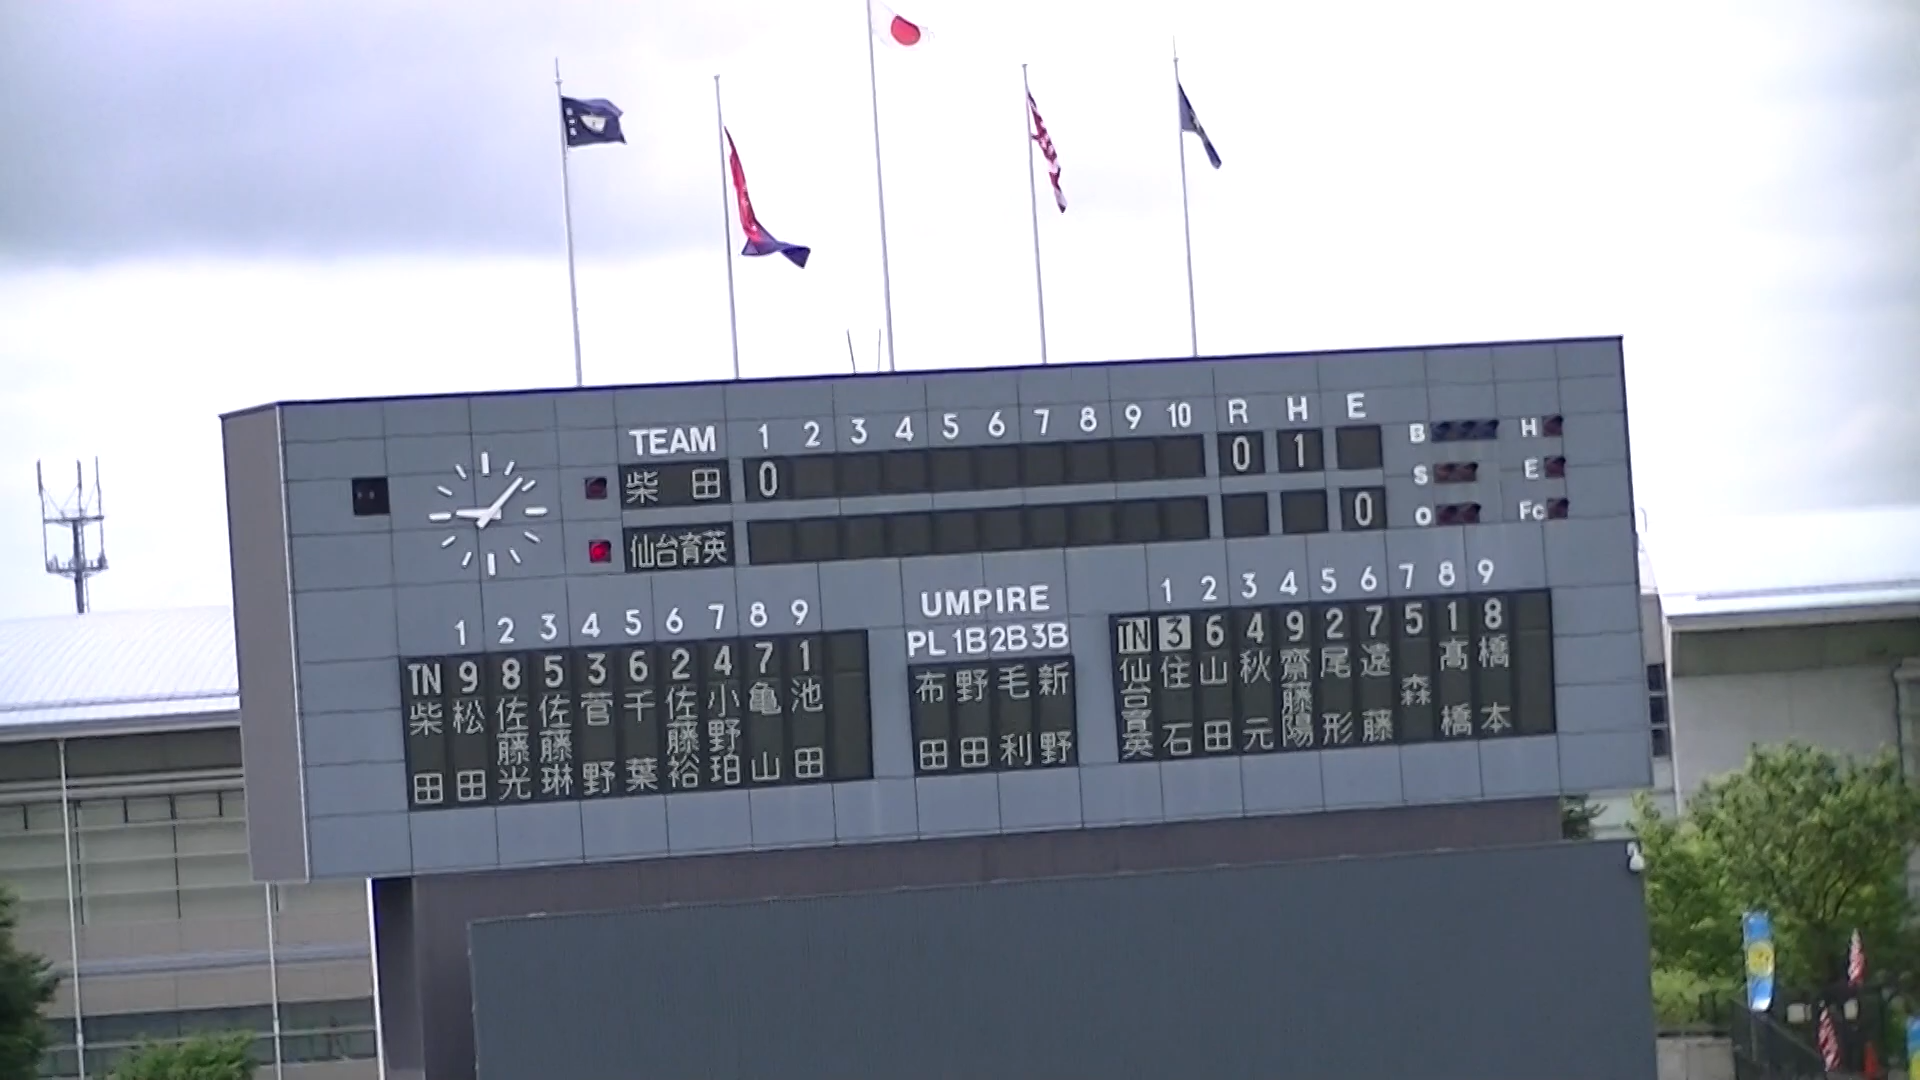 TEAM 1 2 3 4 5 6 7 8 9 10 R H E
柴田 0 0 1
仙台育英 0
B H
S E
O Fc
1 2 3 4 5 6 7 8 9
TN 9 8 5 3 6 2 4 7 1
柴田 松田 佐藤光 佐藤琳 菅野 千葉 佐藤裕 小野珀 亀山 池田
UMPIRE
PL 1B 2B 3B
布田 野田 毛利 新野
1 2 3 4 5 6 7 8 9
TN 3 6 4 9 2 7 5 1 8
仙台育英 住石 山田 秋元 齋藤陽 尾形 遠藤 森 髙橋 橋本